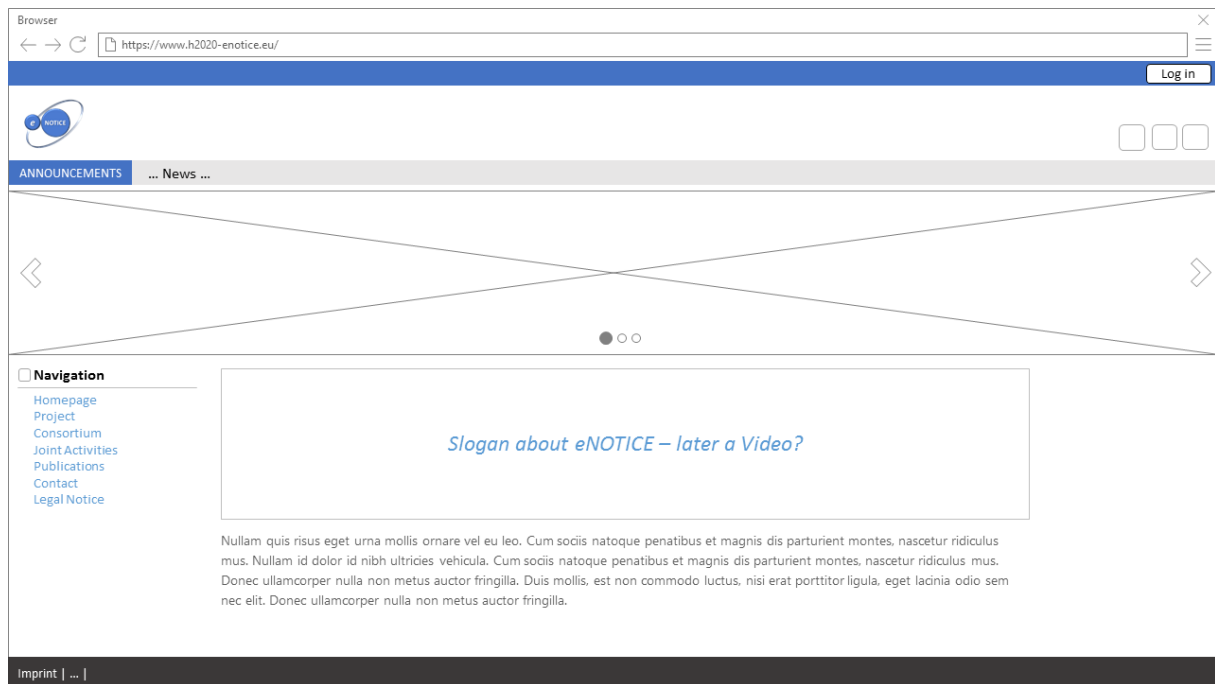 Browser
https://www.h2020-enotice.eu/
Log in
e NOTICE
ANNOUNCEMENTS ... News ...
Navigation
Homepage
Project
Consortium
Joint Activities
Publications
Contact
Legal Notice
Slogan about eNOTICE – later a Video?
Nullam quis risus eget urna mollis ornare vel eu leo. Cum sociis natoque penatibus et magnis dis parturient montes, nascetur ridiculus
mus. Nullam id dolor id nibh ultricies vehicula. Cum sociis natoque penatibus et magnis dis parturient montes, nascetur ridiculus mus.
Donec ullamcorper nulla non metus auctor fringilla. Duis mollis, est non commodo luctus, nisi erat porttitor ligula, eget lacinia odio sem
nec elit. Donec ullamcorper nulla non metus auctor fringilla.
Imprint | ... |